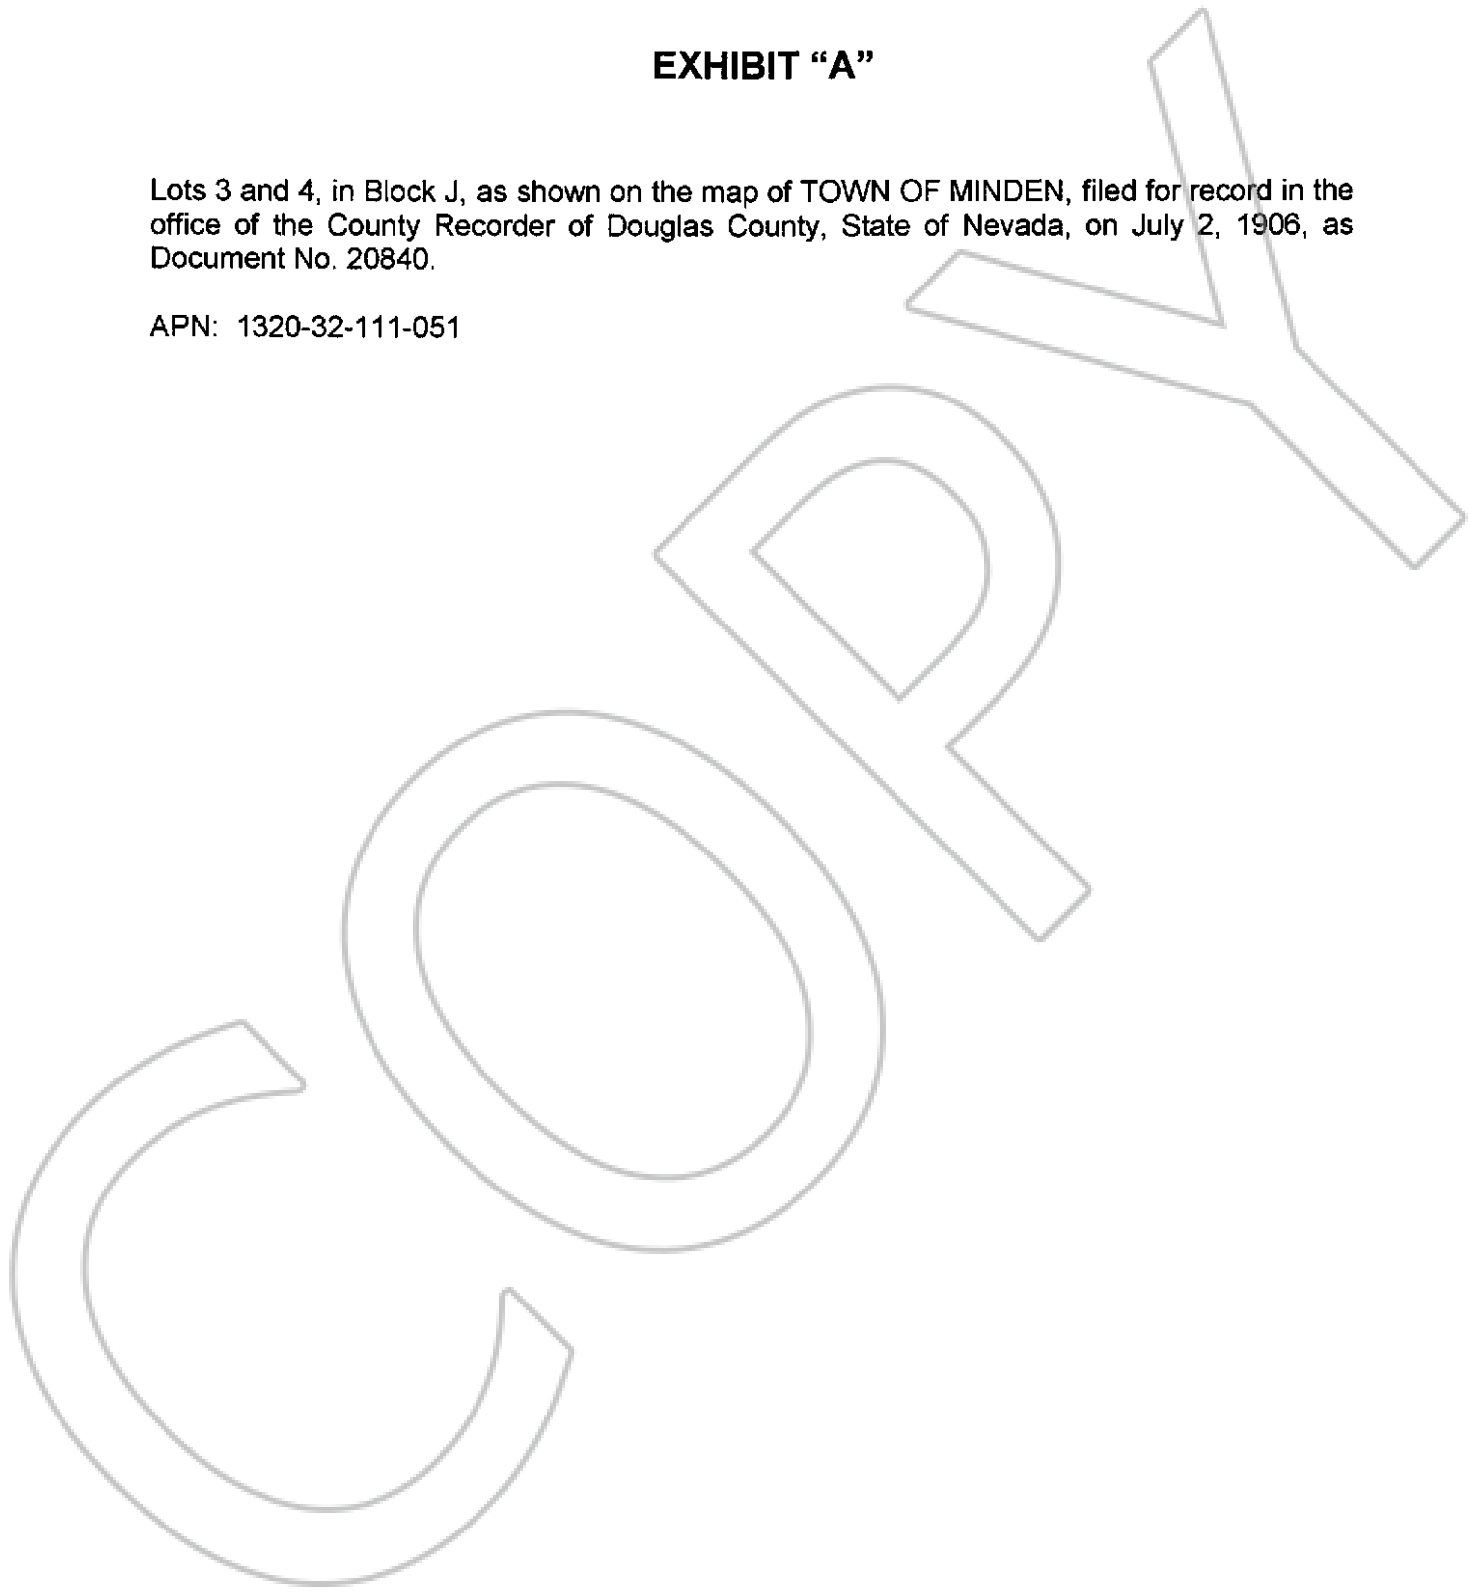 EXHIBIT “A”
Lots 3 and 4, in Block J, as shown on the map of TOWN OF MINDEN, filed for record in the
office of the County Recorder of Douglas County, State of Nevada, on July 2, 1906, as
Document No. 20840.
APN: 1320-32-111-051
COPY